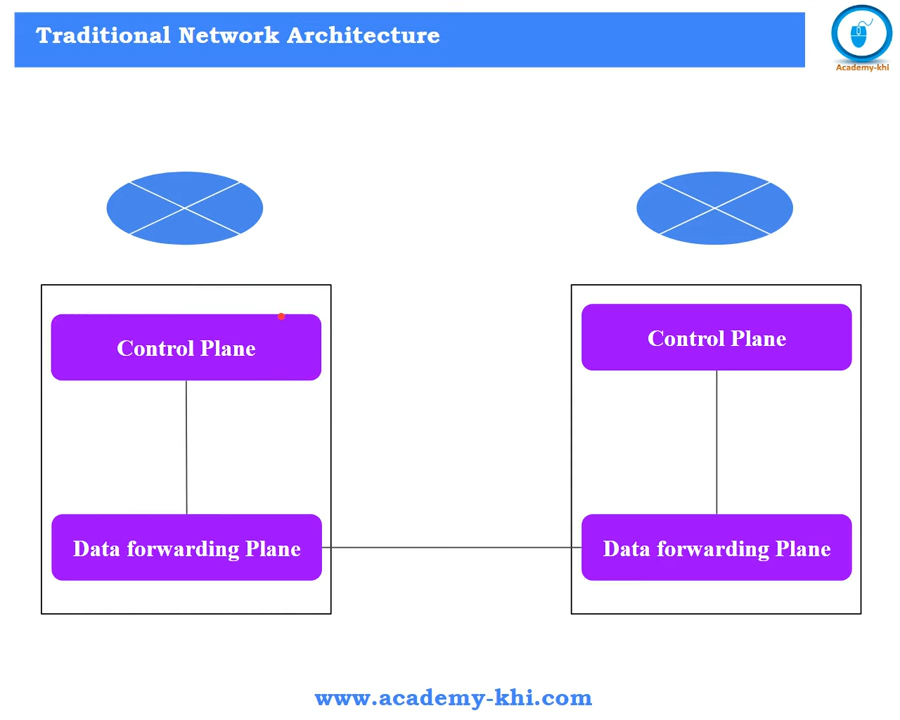 Traditional Network Architecture
Academy-khi
Control Plane
Control Plane
Data forwarding Plane
Data forwarding Plane
www.academy-khi.com